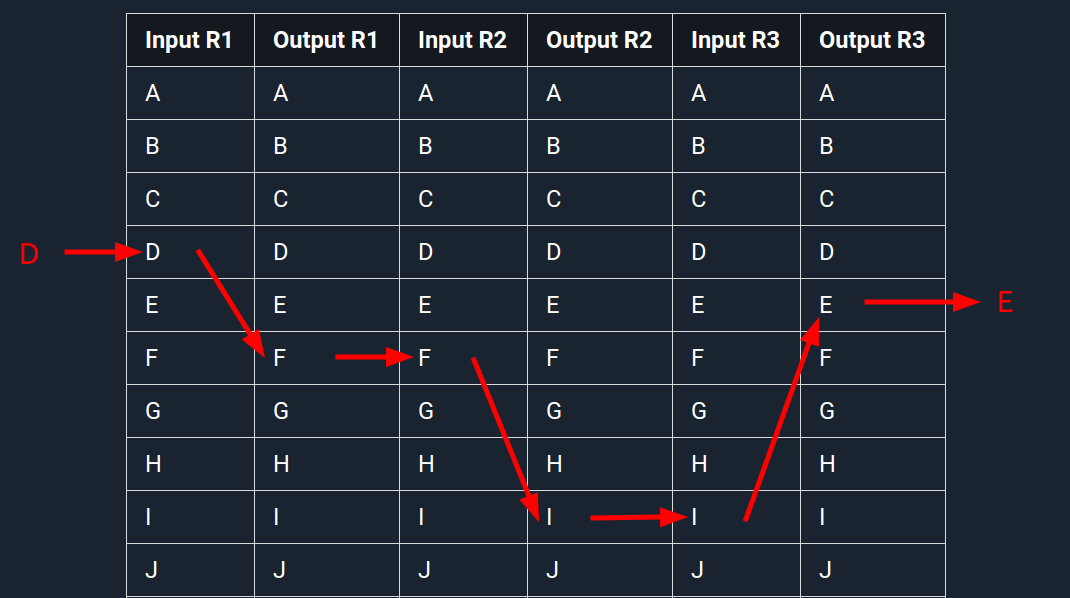 Input R1 Output R1 Input R2 Output R2 Input R3 Output R3
A A A A A A
B B B B B B
C C C C C C
D D D D D D D
E E E E E E E
F F F F F F
G G G G G G
H H H H H H
I I I I I I
J J J J J J